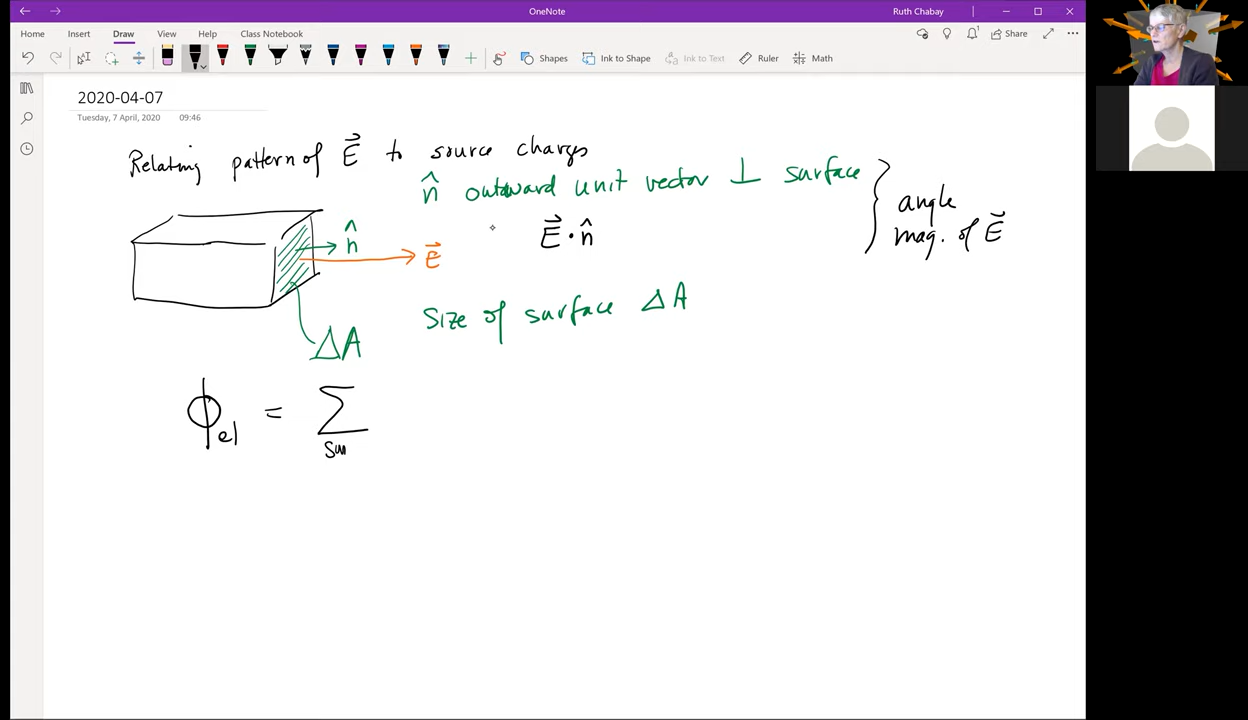 OneNote
Ruth Chabay
Home Insert Draw View Help Class Notebook
Share
Shapes Ink to Shape Ink to Text Ruler Math
2020-04-07
Tuesday, 7 April, 2020 09:46
Relating pattern of E⃗ to source charges
n̂ outward unit vector ⊥ surface
angle
mag. of E⃗
E⃗ · n̂
n̂
E⃗
Size of surface ΔA
ΔA
ϕel = Σ
sur